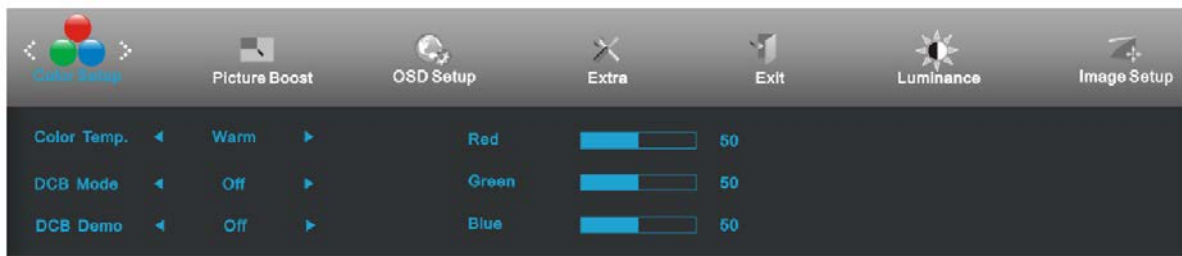 Color Setup Picture Boost OSD Setup Extra Exit Luminance Image Setup
Color Temp. Warm Red 50
DCB Mode Off Green 50
DCB Demo Off Blue 50